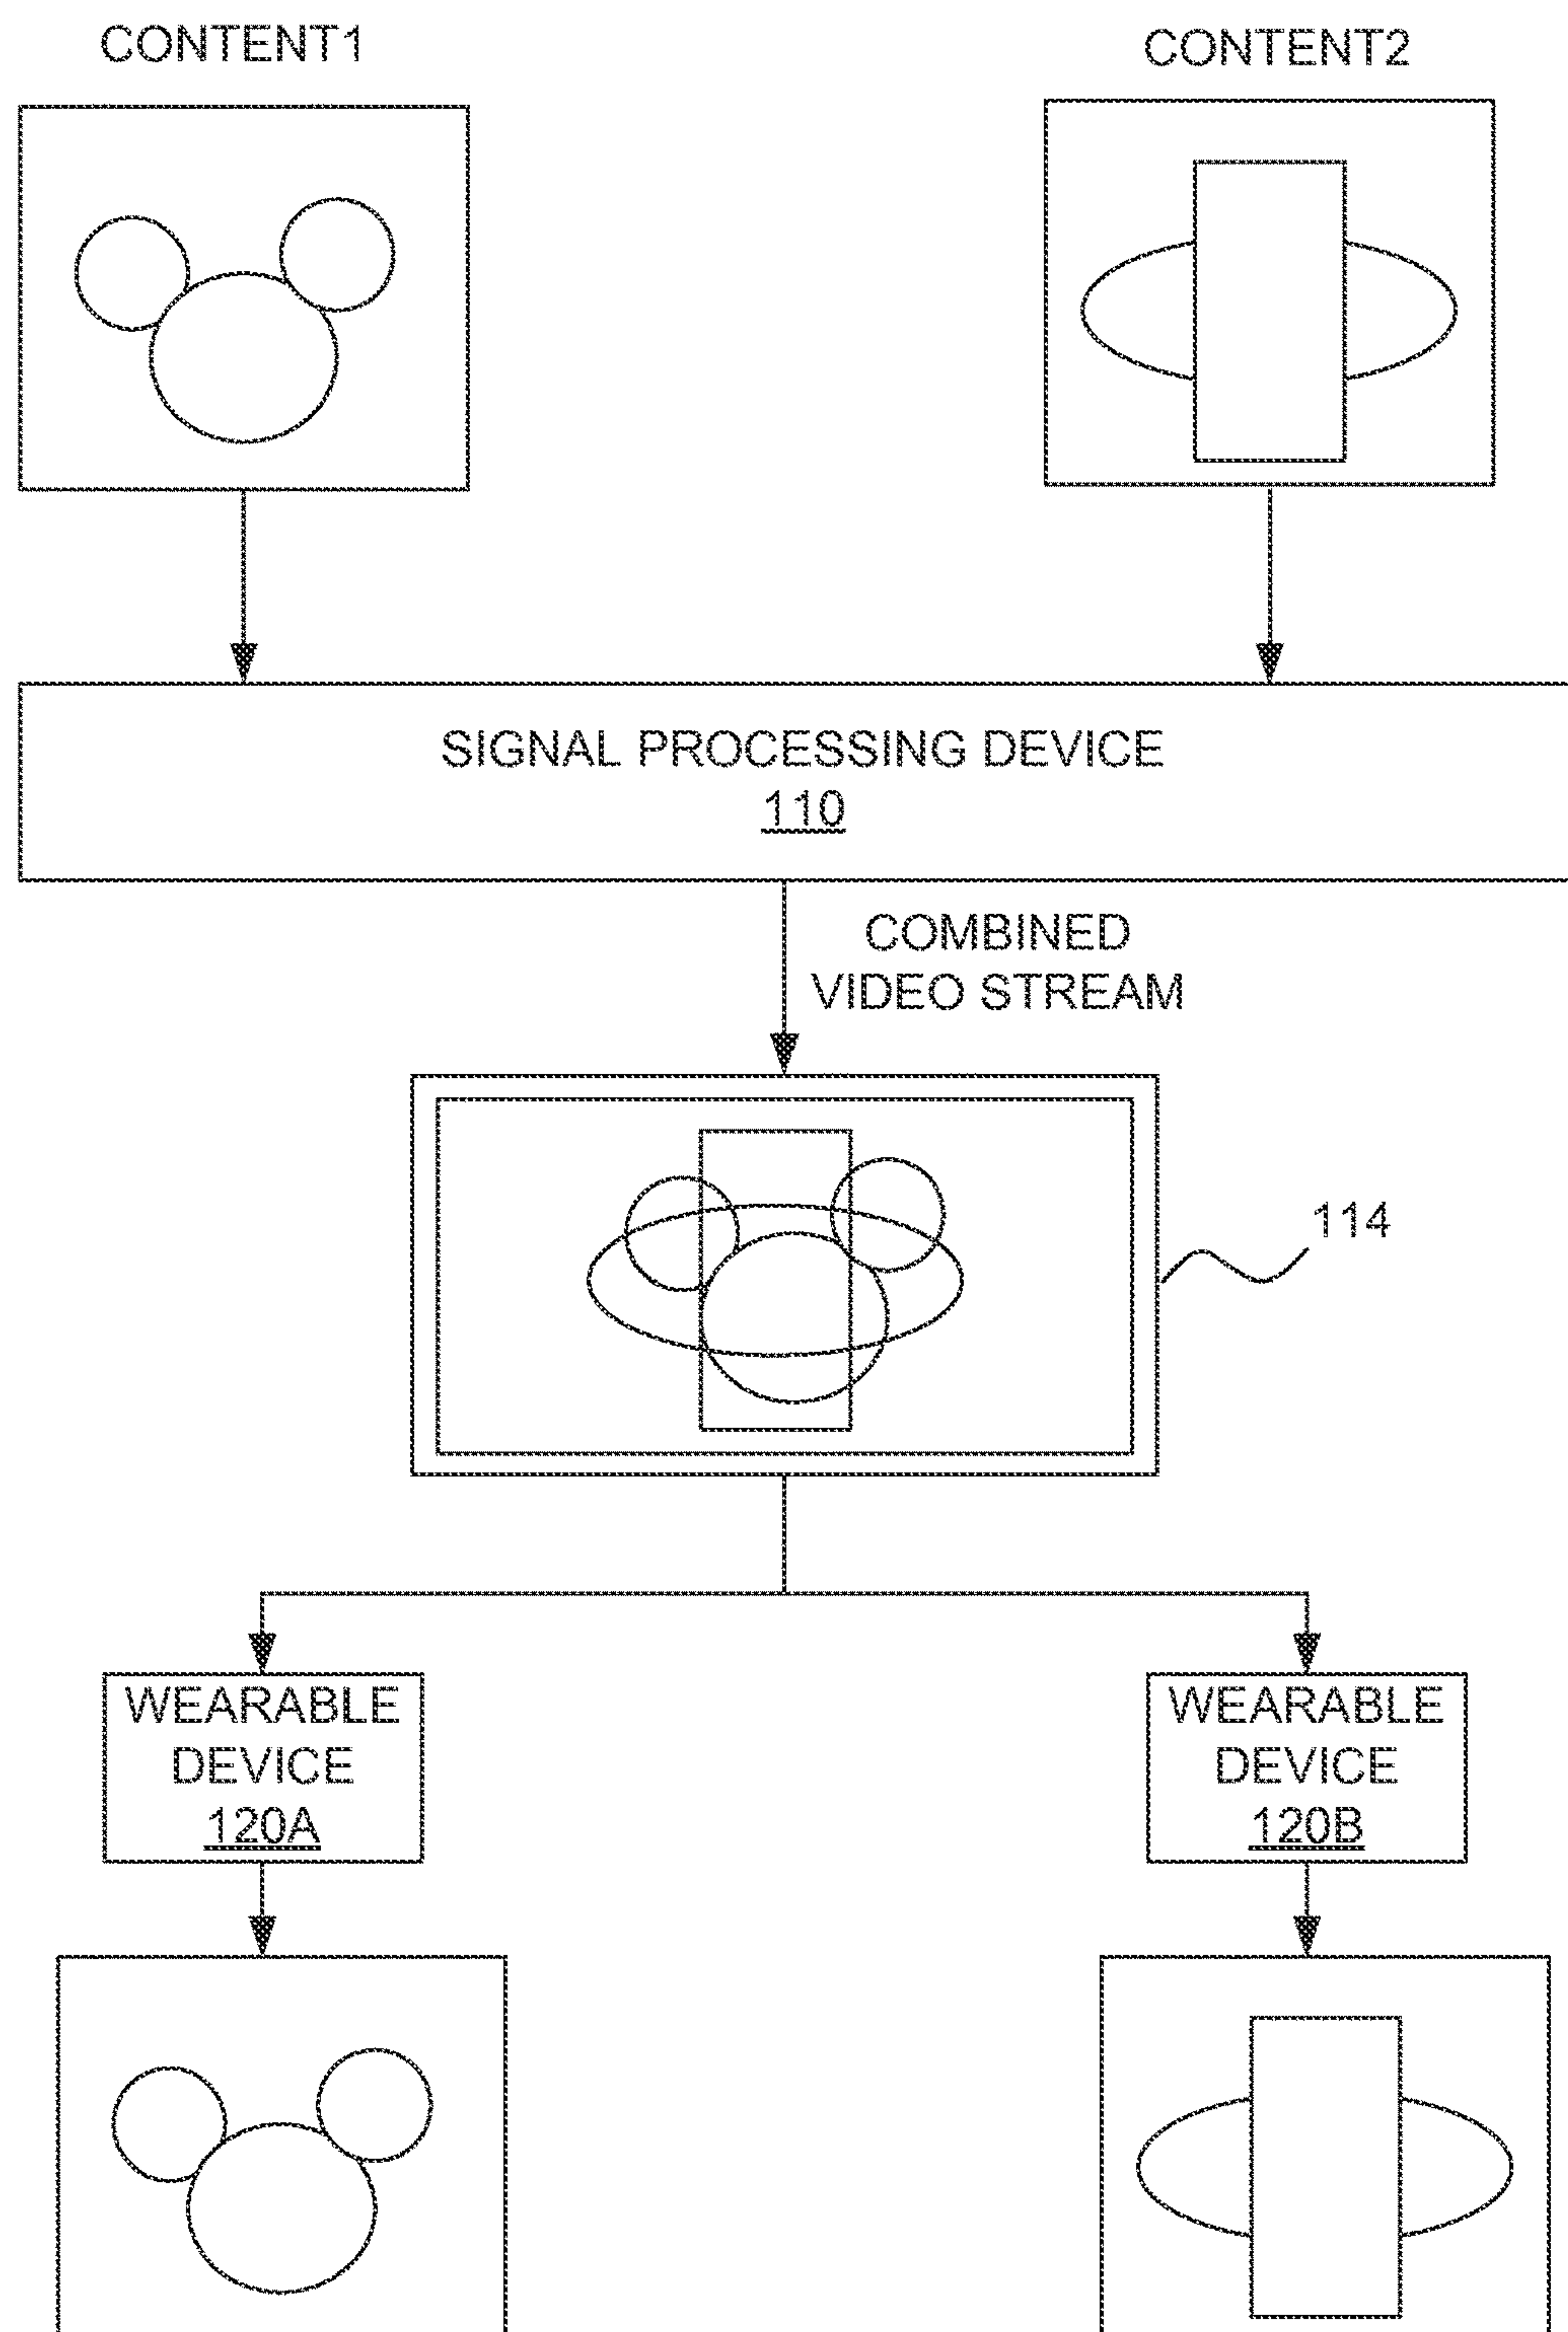 CONTENT1
CONTENT2
SIGNAL PROCESSING DEVICE
110
COMBINED
VIDEO STREAM
114
WEARABLE
DEVICE
120A
WEARABLE
DEVICE
120B